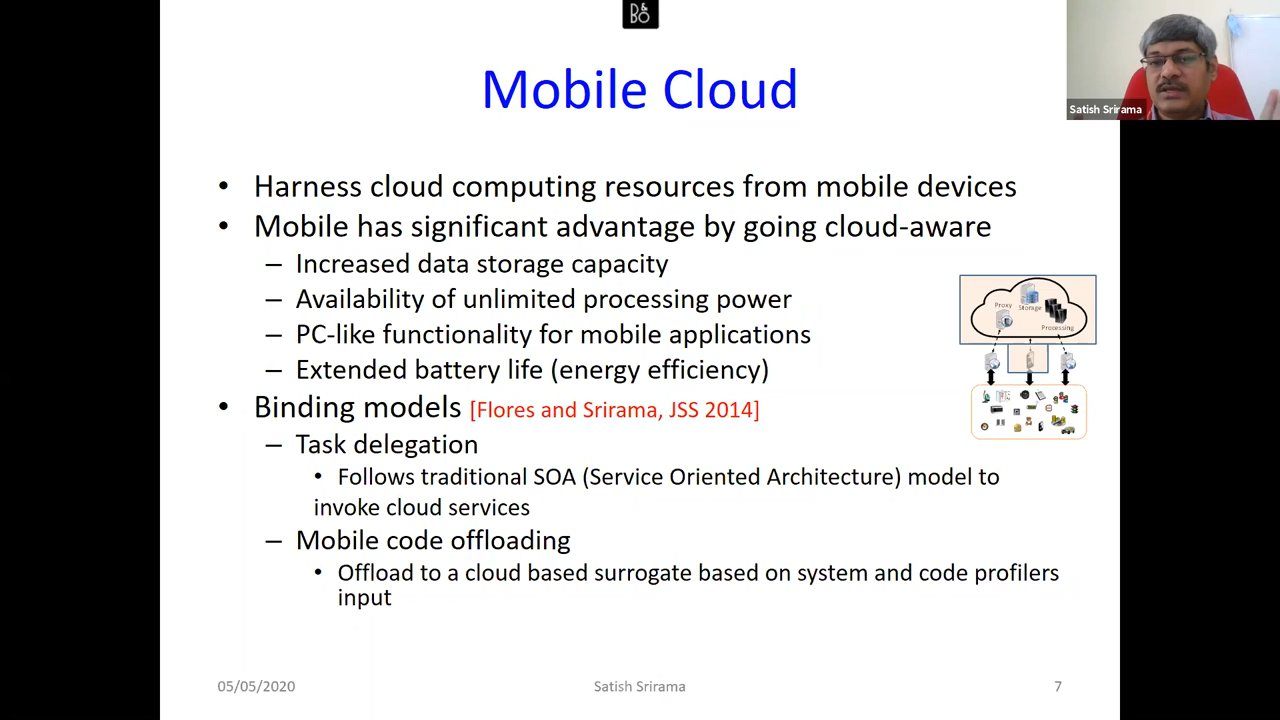 D&
BO
Mobile Cloud
Satish Srirama
• Harness cloud computing resources from mobile devices
• Mobile has significant advantage by going cloud-aware
– Increased data storage capacity
– Availability of unlimited processing power
– PC-like functionality for mobile applications
– Extended battery life (energy efficiency)
Proxy
Storage
Processing
• Binding models [Flores and Srirama, JSS 2014]
– Task delegation
• Follows traditional SOA (Service Oriented Architecture) model to
invoke cloud services
– Mobile code offloading
• Offload to a cloud based surrogate based on system and code profilers
input
05/05/2020
Satish Srirama
7